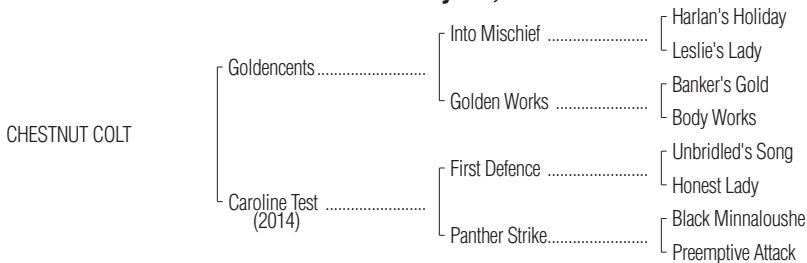 Harlan's Holiday
Into Mischief ........................
Leslie's Lady
Goldencents..........................
Banker's Gold
Golden Works ......................
Body Works
CHESTNUT COLT
Unbridled's Song
First Defence ........................
Honest Lady
Caroline Test ........................
(2014)
Black Minnaloushe
Panther Strike........................
Preemptive Attack